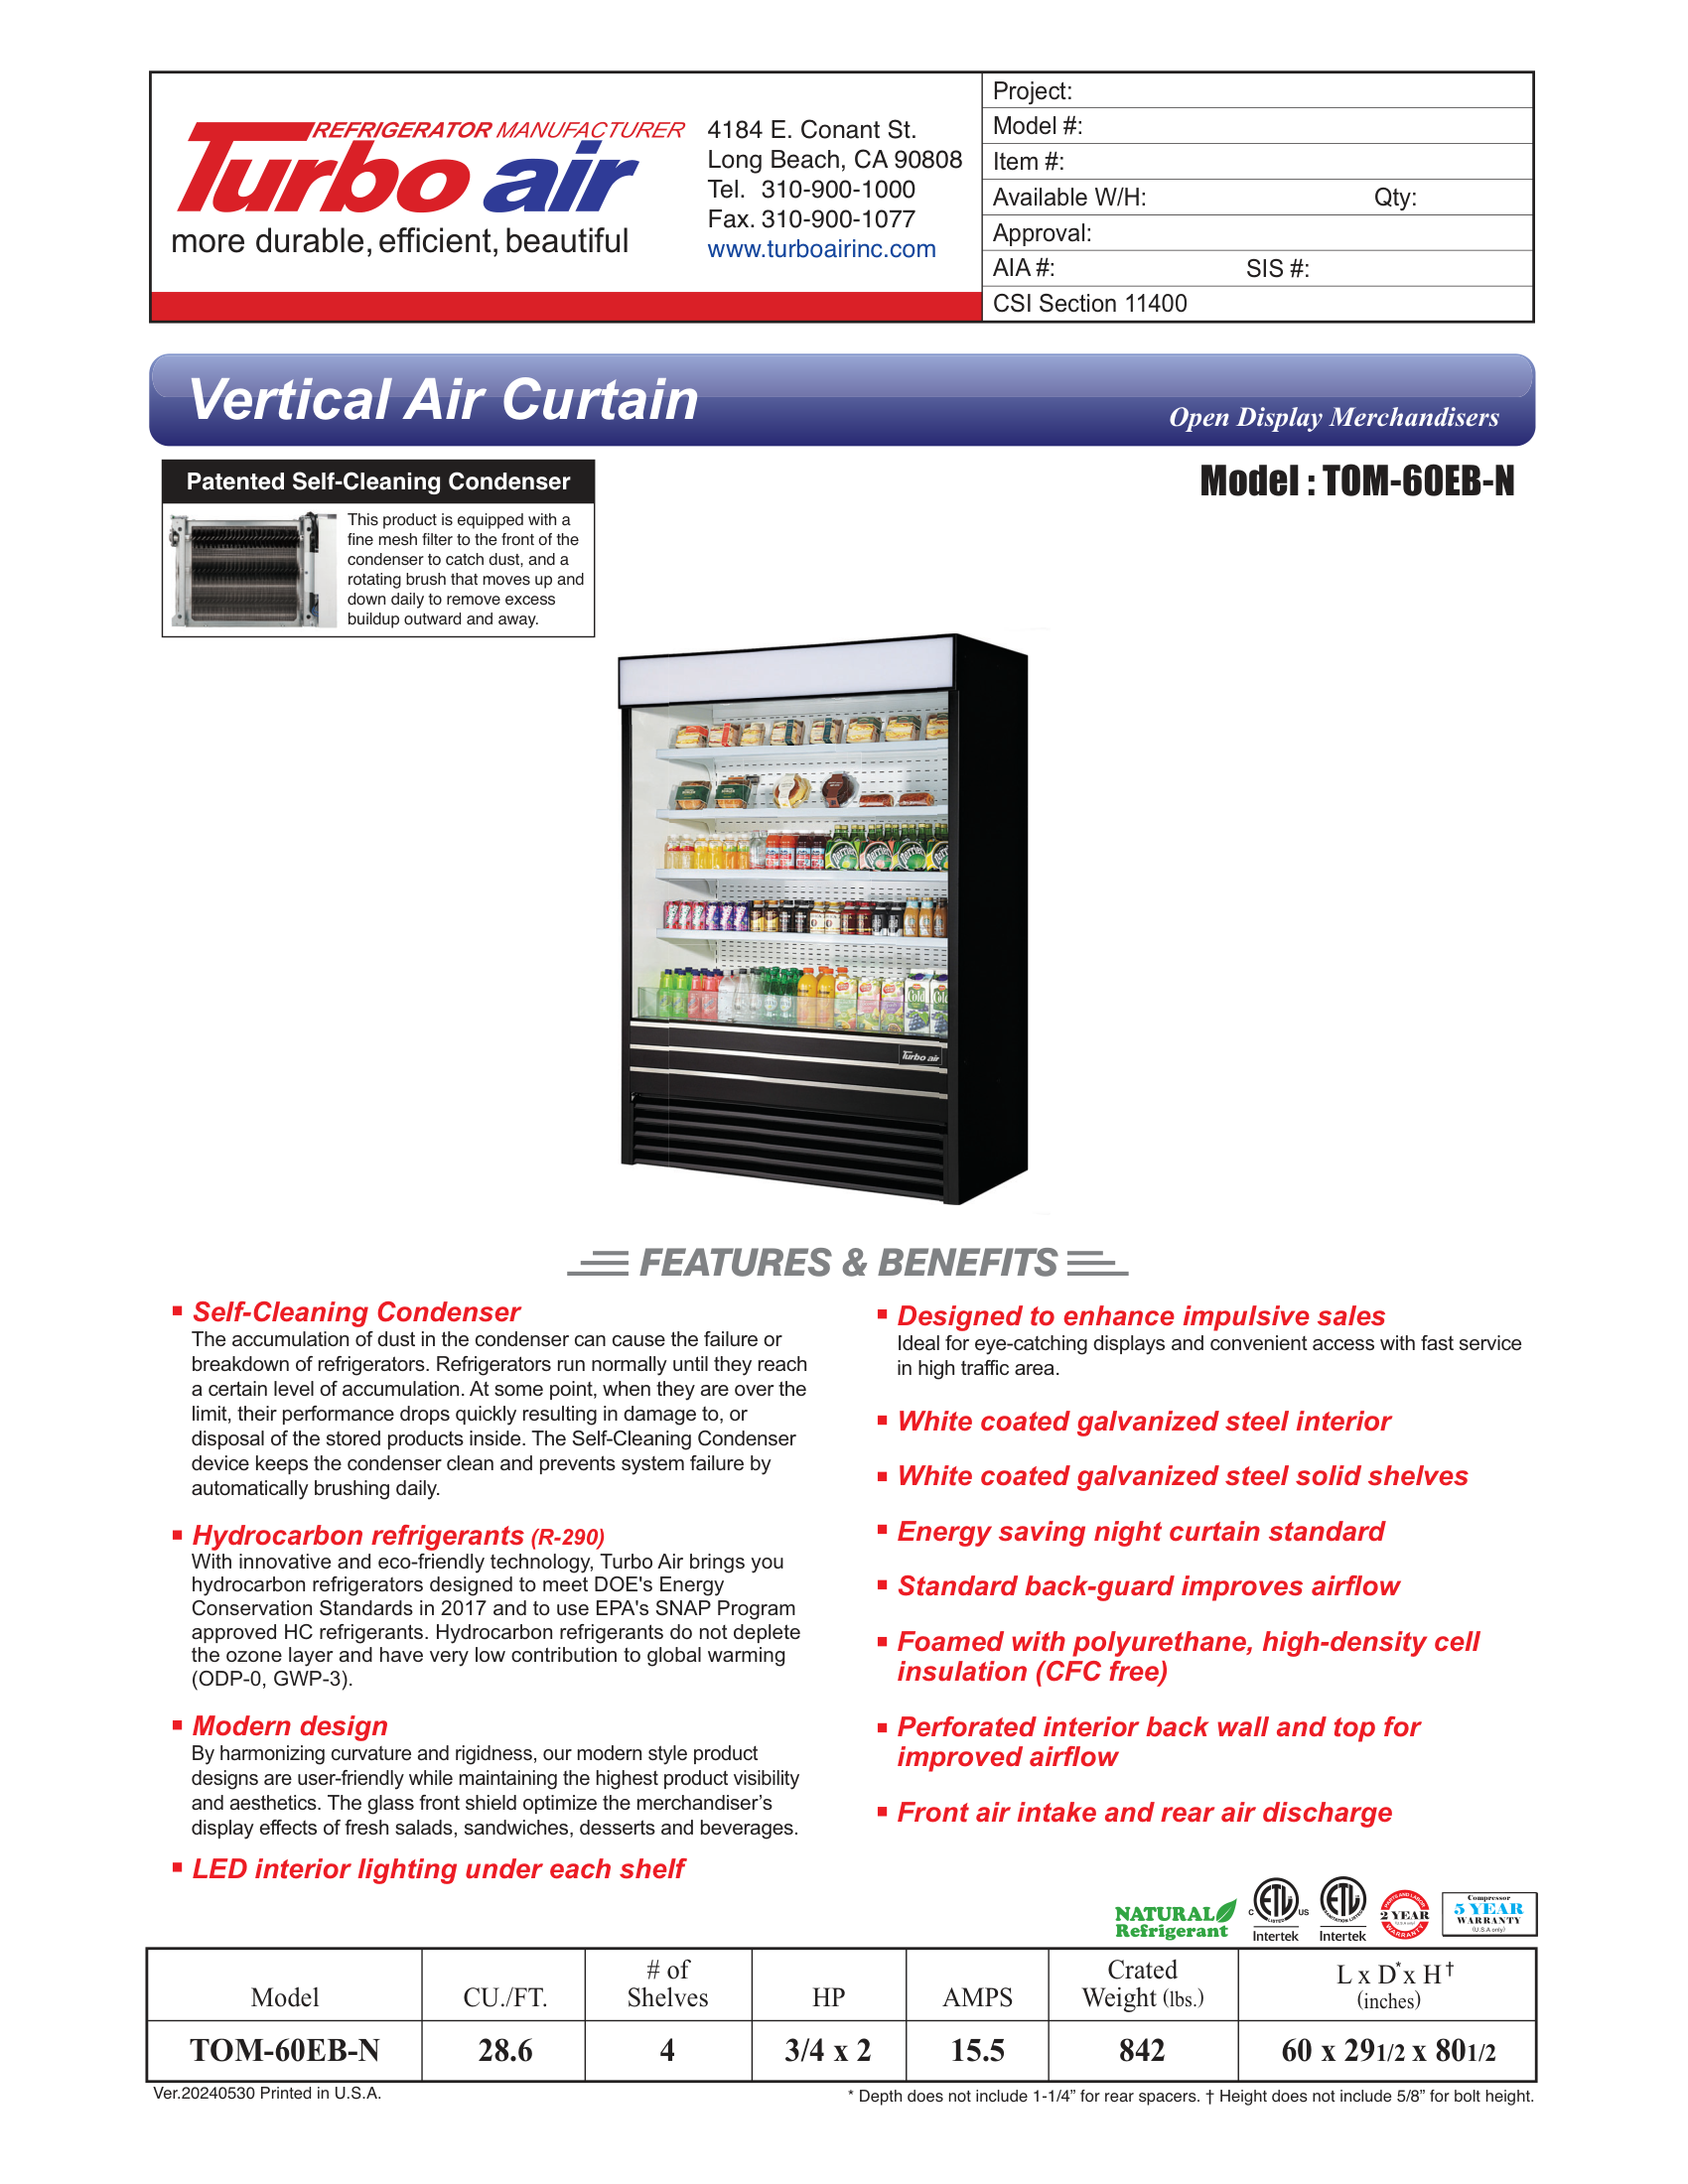 REFRIGERATOR MANUFACTURER
Turbo air
more durable, efficient, beautiful
4184 E. Conant St.
Long Beach, CA 90808
Tel. 310-900-1000
Fax. 310-900-1077
www.turboairinc.com
Project:
Model #:
Item #:
Available W/H: Qty:
Approval:
AIA #: SIS #:
CSI Section 11400
Vertical Air Curtain
Open Display Merchandisers
Patented Self-Cleaning Condenser
This product is equipped with a
fine mesh filter to the front of the
condenser to catch dust, and a
rotating brush that moves up and
down daily to remove excess
buildup outward and away.
Model : TOM-60EB-N
Turbo air
FEATURES & BENEFITS
▪ Self-Cleaning Condenser
The accumulation of dust in the condenser can cause the failure or
breakdown of refrigerators. Refrigerators run normally until they reach
a certain level of accumulation. At some point, when they are over the
limit, their performance drops quickly resulting in damage to, or
disposal of the stored products inside. The Self-Cleaning Condenser
device keeps the condenser clean and prevents system failure by
automatically brushing daily.
▪ Hydrocarbon refrigerants (R-290)
With innovative and eco-friendly technology, Turbo Air brings you
hydrocarbon refrigerators designed to meet DOE's Energy
Conservation Standards in 2017 and to use EPA's SNAP Program
approved HC refrigerants. Hydrocarbon refrigerants do not deplete
the ozone layer and have very low contribution to global warming
(ODP-0, GWP-3).
▪ Modern design
By harmonizing curvature and rigidness, our modern style product
designs are user-friendly while maintaining the highest product visibility
and aesthetics. The glass front shield optimize the merchandiser’s
display effects of fresh salads, sandwiches, desserts and beverages.
▪ LED interior lighting under each shelf
▪ Designed to enhance impulsive sales
Ideal for eye-catching displays and convenient access with fast service
in high traffic area.
▪ White coated galvanized steel interior
▪ White coated galvanized steel solid shelves
▪ Energy saving night curtain standard
▪ Standard back-guard improves airflow
▪ Foamed with polyurethane, high-density cell
insulation (CFC free)
▪ Perforated interior back wall and top for
improved airflow
▪ Front air intake and rear air discharge
NATURAL
Refrigerant
C ETL US
LISTED
Intertek
ETL
SANITATION LISTED
Intertek
PARTS AND LABOR
2 YEAR
WARRANTY
Compressor
5 YEAR
WARRANTY
(U.S.A only)
Model CU./FT. # of Shelves HP AMPS Crated Weight (lbs.) L x D* x H† (inches)
TOM-60EB-N 28.6 4 3/4 x 2 15.5 842 60 x 291/2 x 801/2
Ver.20240530 Printed in U.S.A.
* Depth does not include 1-1/4” for rear spacers. † Height does not include 5/8” for bolt height.